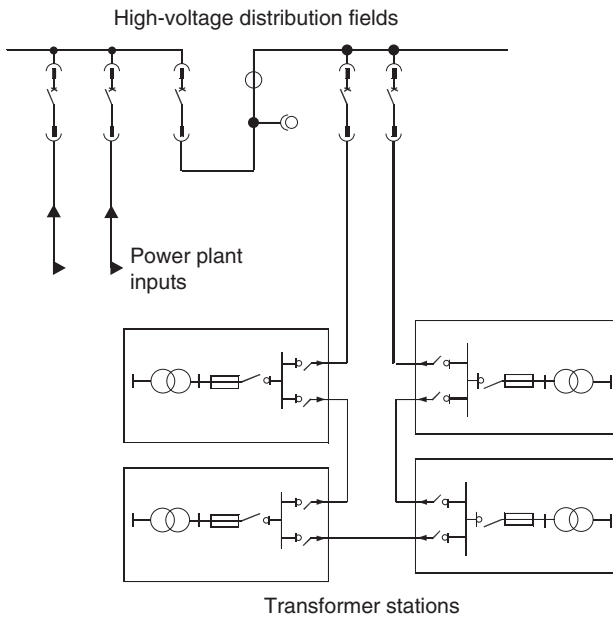 High-voltage distribution fields
Power plant
inputs
Transformer stations